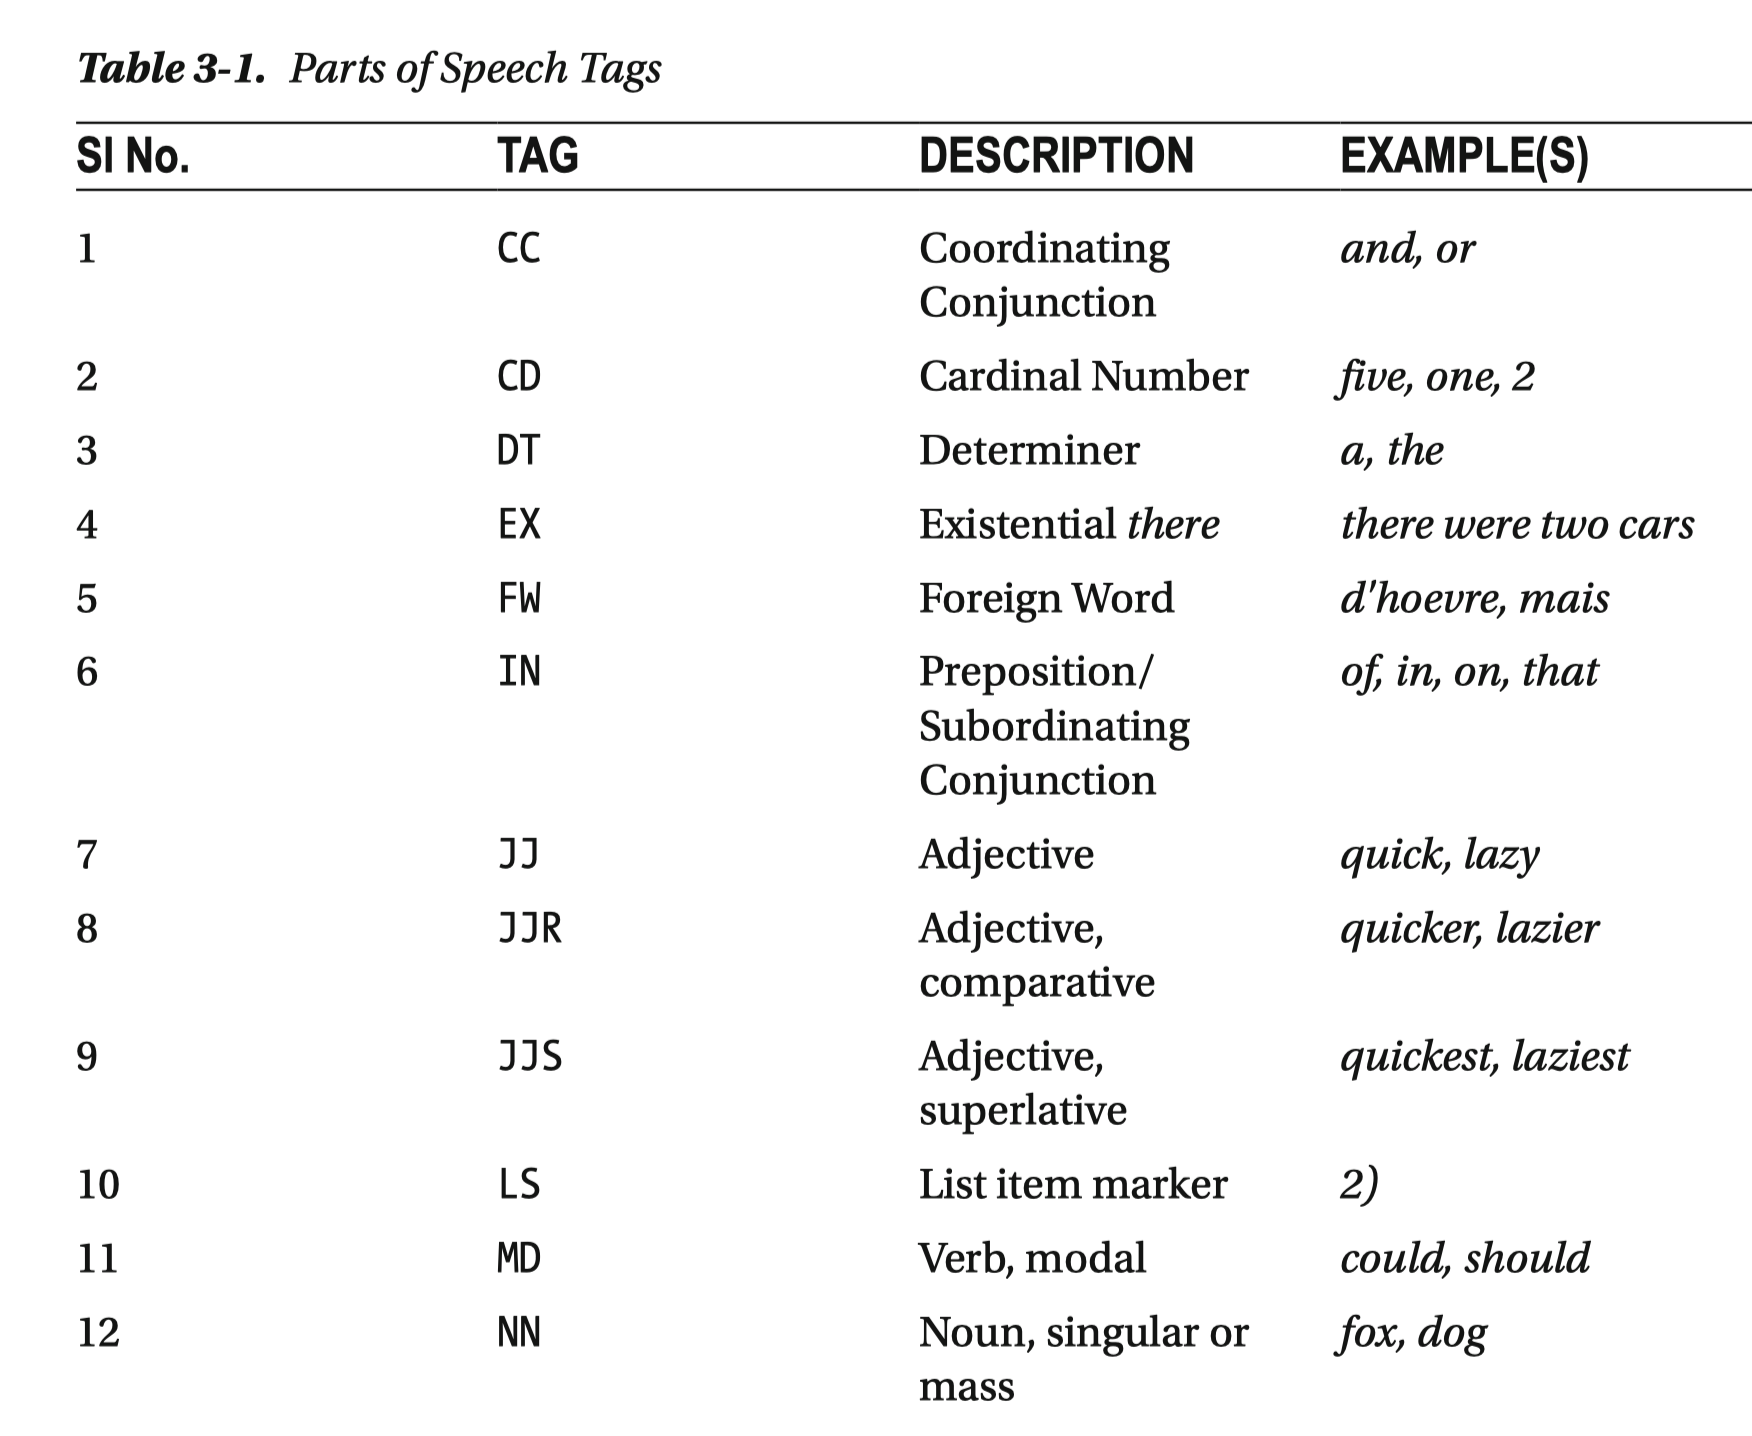 Table 3-1. Parts of Speech Tags
Sl No. TAG DESCRIPTION EXAMPLE(S)
1 CC Coordinating and, or
Conjunction
2 CD Cardinal Number five, one, 2
3 DT Determiner a, the
4 EX Existential there there were two cars
5 FW Foreign Word d'hoevre, mais
6 IN Preposition/ of, in, on, that
Subordinating
Conjunction
7 JJ Adjective quick, lazy
8 JJR Adjective, quicker, lazier
comparative
9 JJS Adjective, quickest, laziest
superlative
10 LS List item marker 2)
11 MD Verb, modal could, should
12 NN Noun, singular or fox, dog
mass